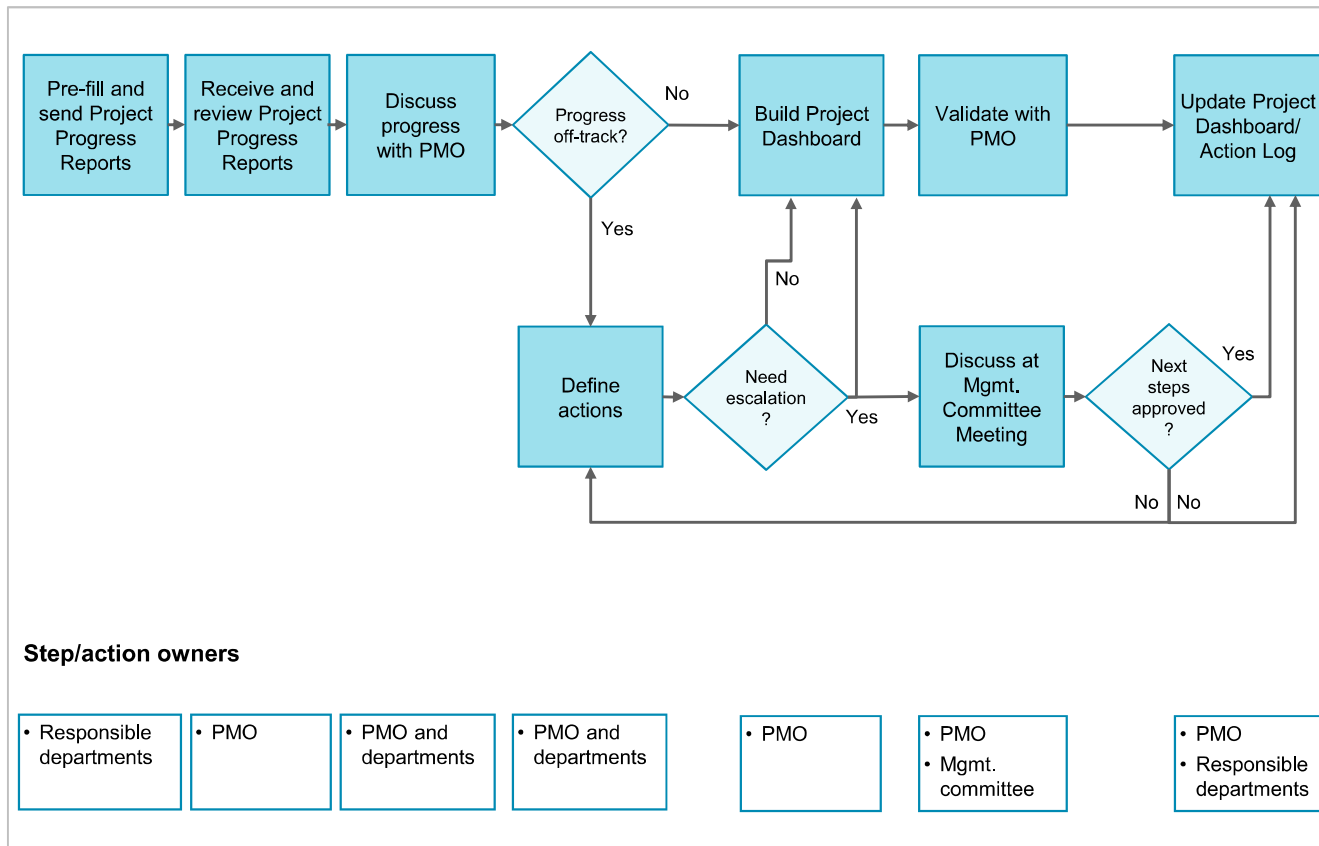 Pre-fill and
send Project
Progress
Reports
Receive and
review Project
Progress
Reports
Discuss
progress
with PMO
Progress
off-track?
No
Build Project
Dashboard
Validate with
PMO
Update Project
Dashboard/
Action Log
Yes
No
Define
actions
Need
escalation
?
Yes
Discuss at
Mgmt.
Committee
Meeting
Next
steps
approved
?
Yes
No
No
Step/action owners
• Responsible
departments
• PMO
• PMO and
departments
• PMO and
departments
• PMO
• PMO
• Mgmt.
committee
• PMO
• Responsible
departments